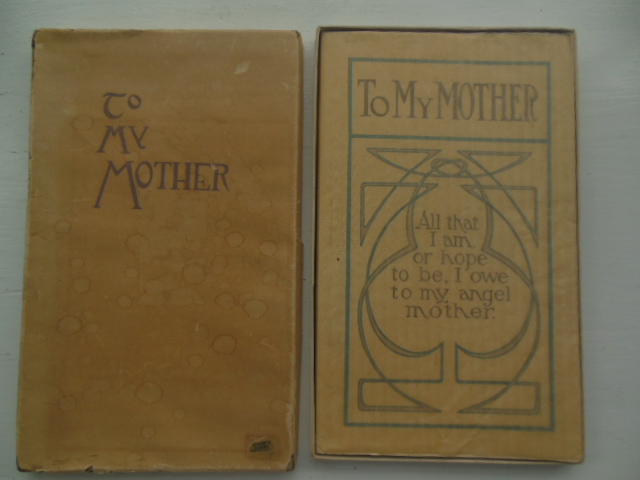 To
My
Mother
To My MOTHER
All that
I am
or hope
to be, I owe
to my angel
mother.